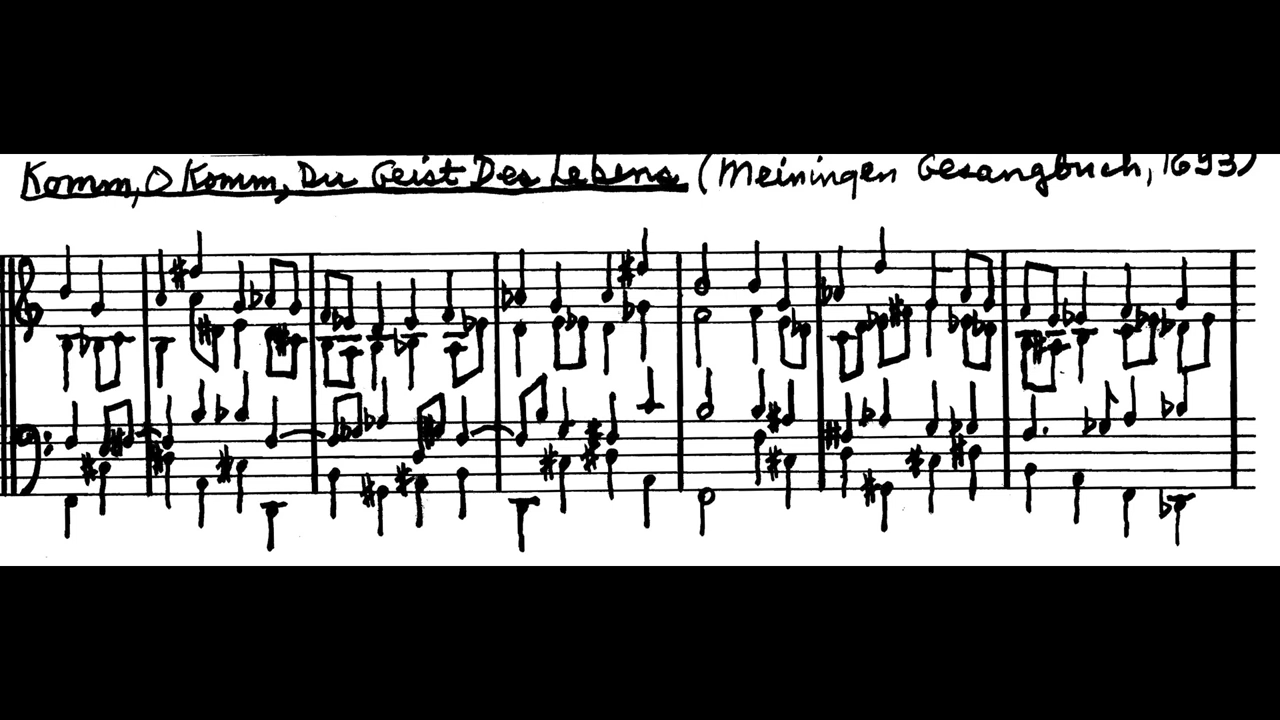 Komm, O Komm, Du Geist Des Lebens (Meiningen Gesangbuch, 1693)